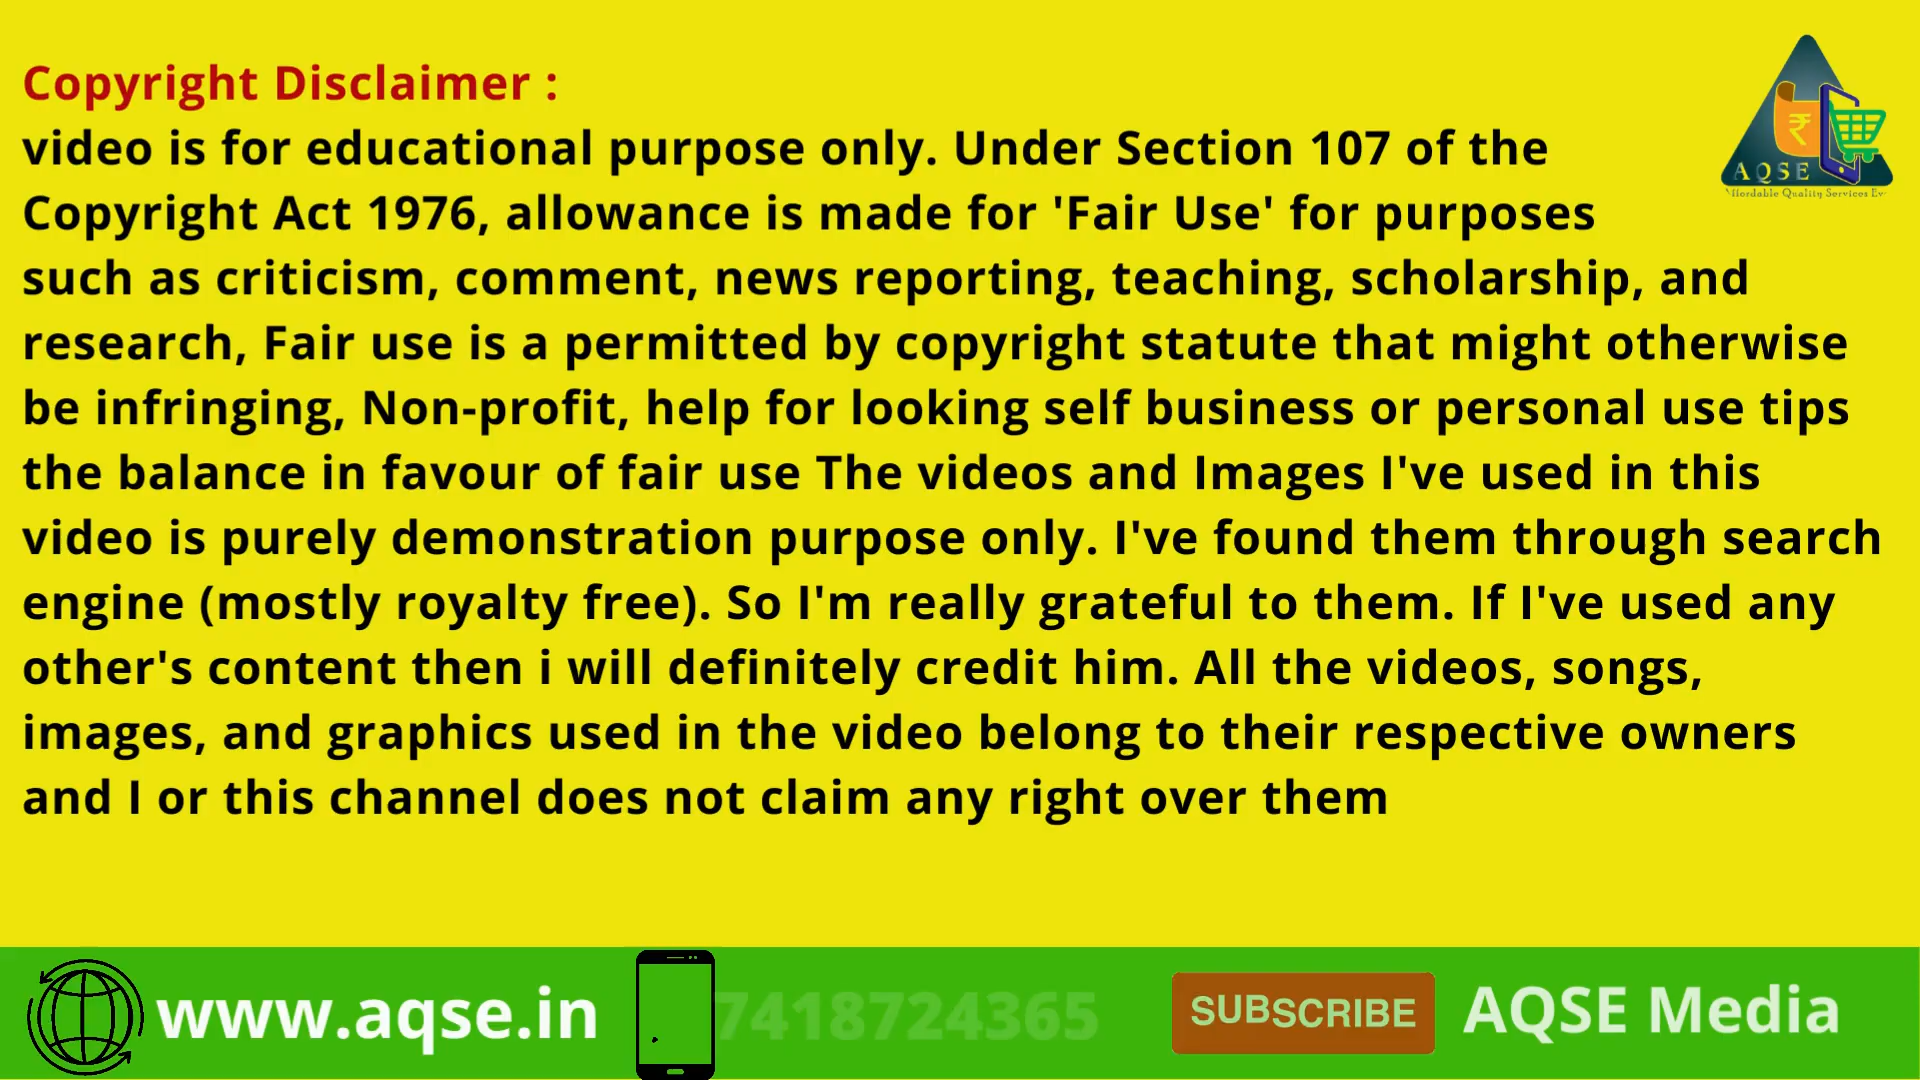 Copyright Disclaimer :
video is for educational purpose only. Under Section 107 of the
Copyright Act 1976, allowance is made for 'Fair Use' for purposes
such as criticism, comment, news reporting, teaching, scholarship, and
research, Fair use is a permitted by copyright statute that might otherwise
be infringing, Non-profit, help for looking self business or personal use tips
the balance in favour of fair use The videos and Images I've used in this
video is purely demonstration purpose only. I've found them through search
engine (mostly royalty free). So I'm really grateful to them. If I've used any
other's content then i will definitely credit him. All the videos, songs,
images, and graphics used in the video belong to their respective owners
and I or this channel does not claim any right over them
₹
AQSE
Affordable Quality Services Ev
www.aqse.in
7418724365
SUBSCRIBE
AQSE Media